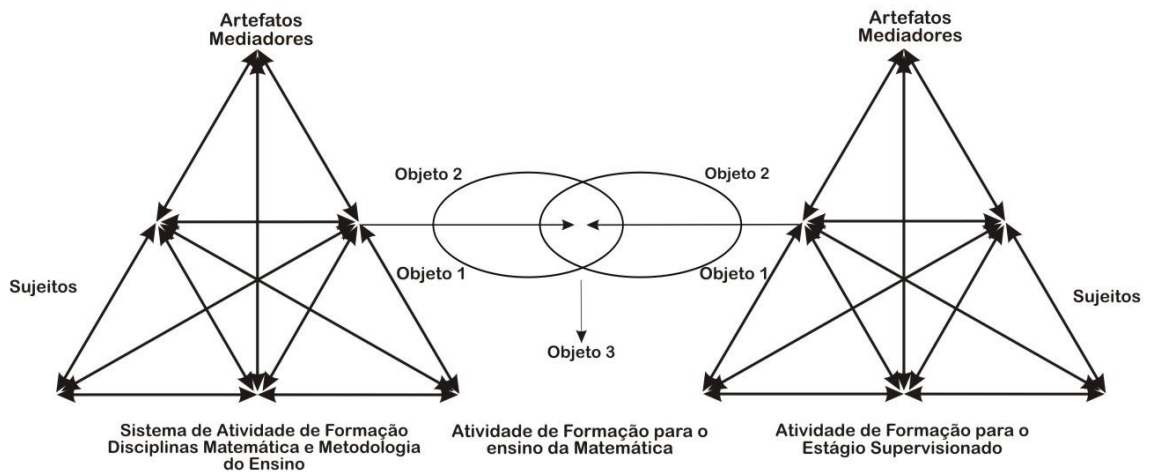 Artefatos
Mediadores
Artefatos
Mediadores
Objeto 2
Objeto 2
Objeto 1
Objeto 1
Sujeitos
Sujeitos
Objeto 3
Sistema de Atividade de Formação
Disciplinas Matemática e Metodologia
do Ensino
Atividade de Formação para o
ensino da Matemática
Atividade de Formação para o
Estágio Supervisionado